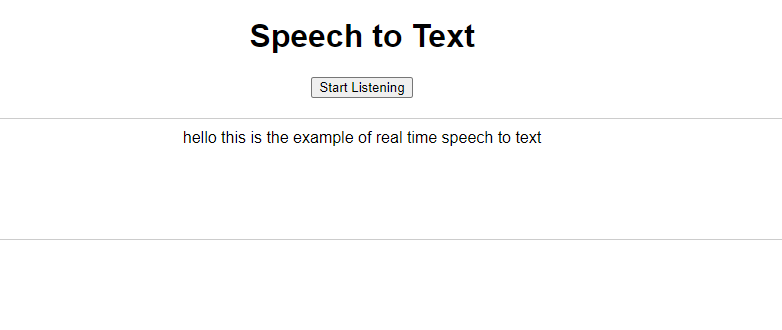 Speech to Text
Start Listening
hello this is the example of real time speech to text